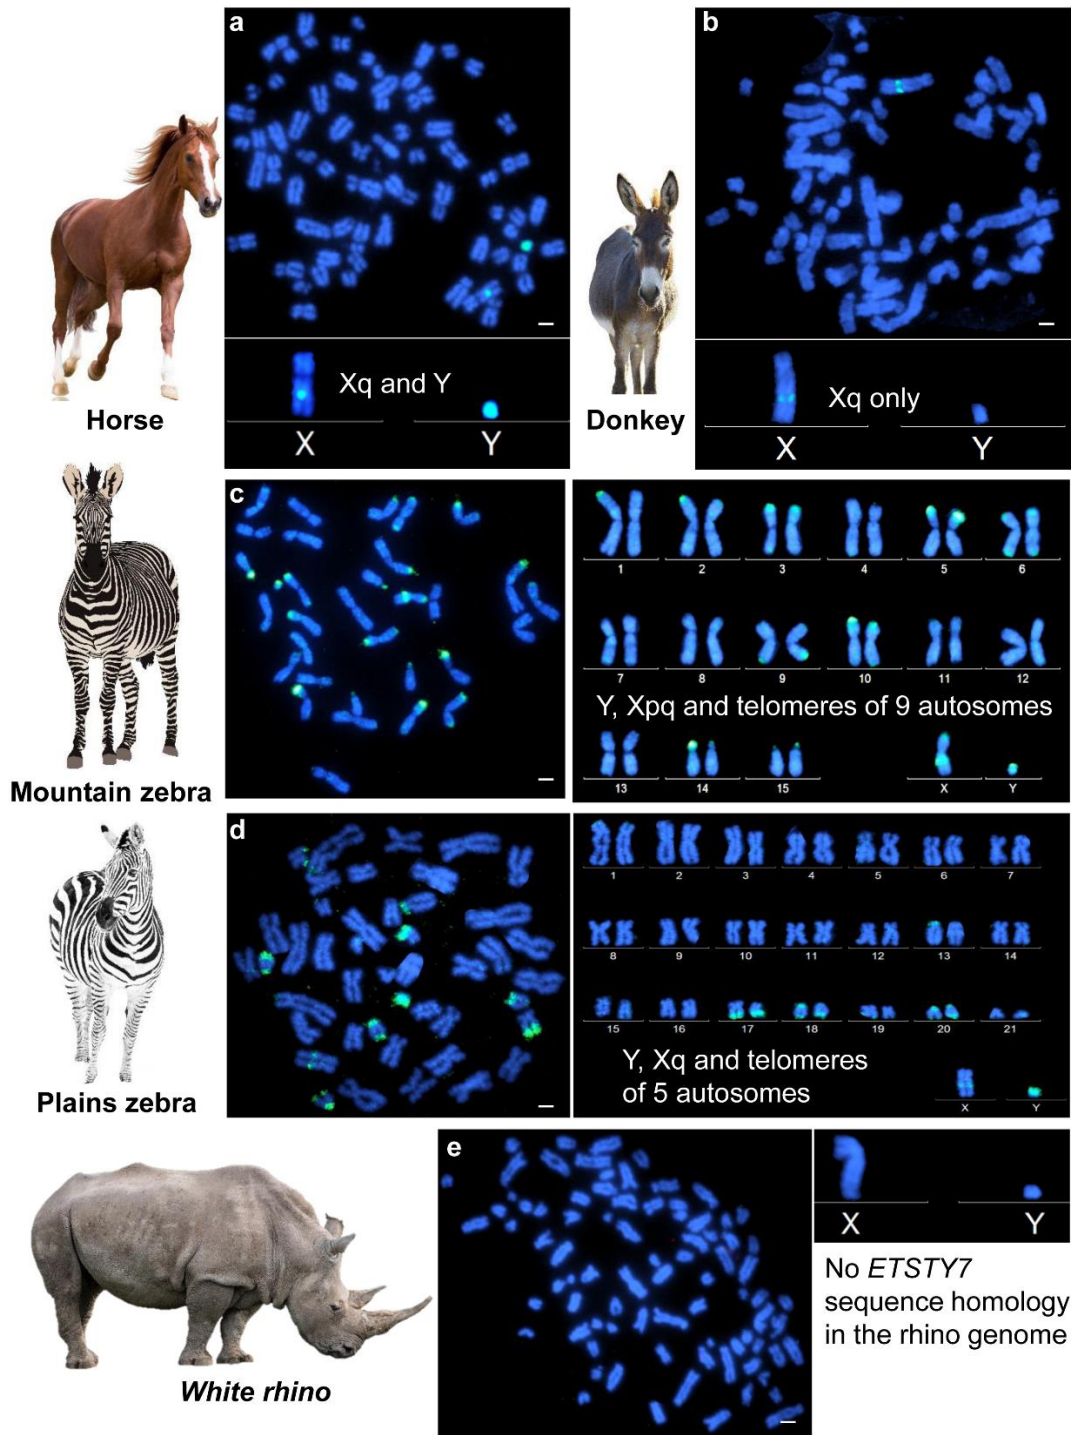 a
b
Xq and Y
X
Y
Horse
Xq only
X
Y
Donkey
c
1 2 3 4 5 6
7 8 9 10 11 12
Y, Xpq and telomeres of 9 autosomes
13 14 15 X Y
Mountain zebra
d
1 2 3 4 5 6 7
8 9 10 11 12 13 14
15 16 17 18 19 20 21
Y, Xq and telomeres
of 5 autosomes
X Y
Plains zebra
e
X
Y
No ETSTY7
sequence homology
in the rhino genome
White rhino